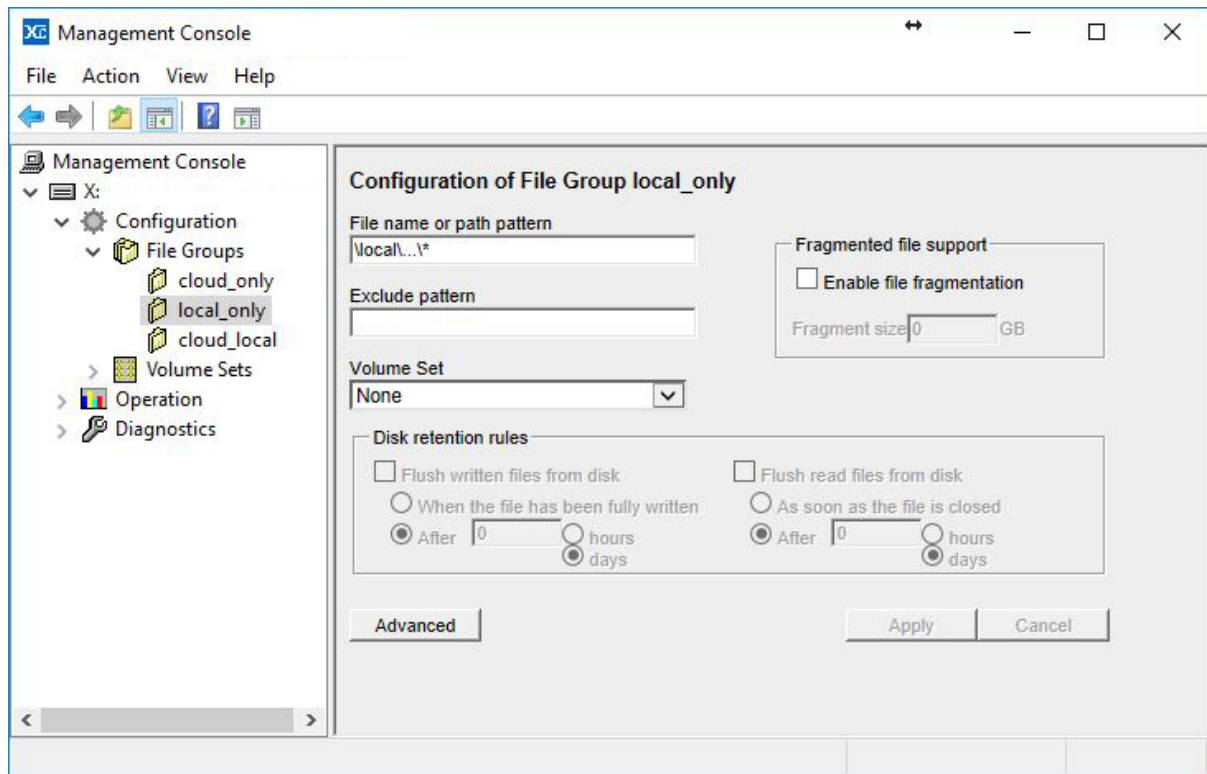 XC Management Console
File Action View Help
?
Management Console
X:
Configuration
File Groups
cloud_only
local_only
cloud_local
Volume Sets
Operation
Diagnostics
Configuration of File Group local_only
File name or path pattern
\local\...\*
Exclude pattern
Volume Set
None
Fragmented file support
Enable file fragmentation
Fragment size 0 GB
Disk retention rules
Flush written files from disk
When the file has been fully written
After 0 hours
days
Flush read files from disk
As soon as the file is closed
After 0 hours
days
Advanced
Apply Cancel